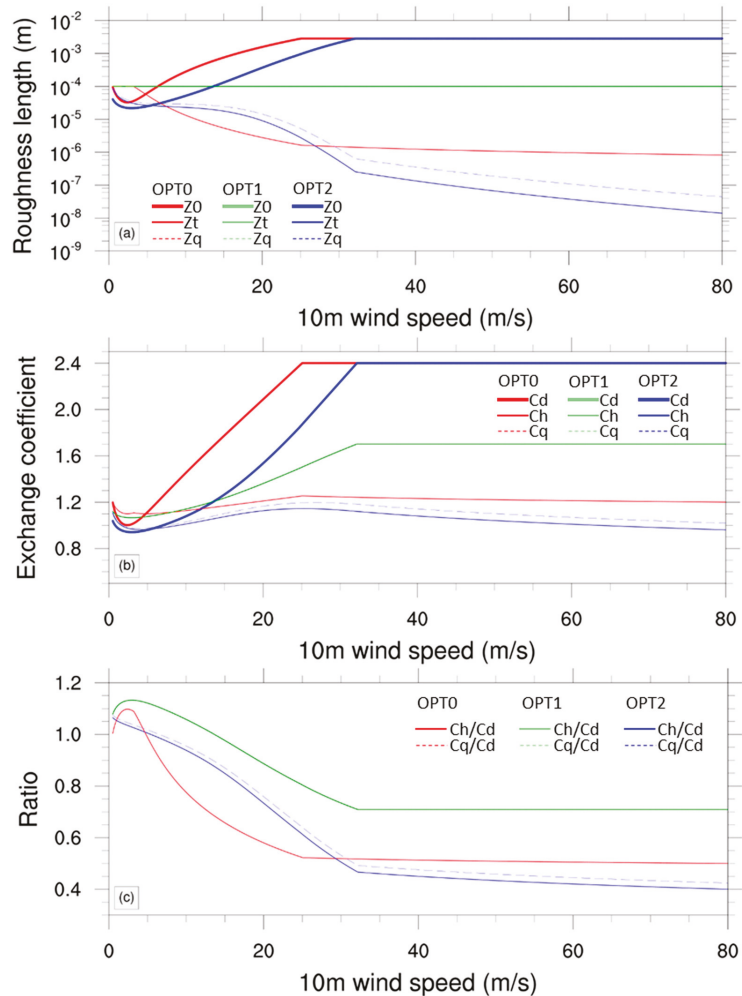 10⁻²
10⁻³
10⁻⁴
10⁻⁵
10⁻⁶
10⁻⁷
10⁻⁸
10⁻⁹
Roughness length (m)
(a)
OPT0 OPT1 OPT2
Z0 Z0 Z0
Zt Zt Zt
Zq Zq Zq
0 20 40 60 80
10m wind speed (m/s)
2.4
2.0
1.6
1.2
0.8
Exchange coefficient
(b)
OPT0 OPT1 OPT2
Cd Cd Cd
Ch Ch Ch
Cq Cq Cq
0 20 40 60 80
10m wind speed (m/s)
1.2
1.0
0.8
0.6
0.4
Ratio
(c)
OPT0 OPT1 OPT2
Ch/Cd Ch/Cd Ch/Cd
Cq/Cd Cq/Cd Cq/Cd
0 20 40 60 80
10m wind speed (m/s)